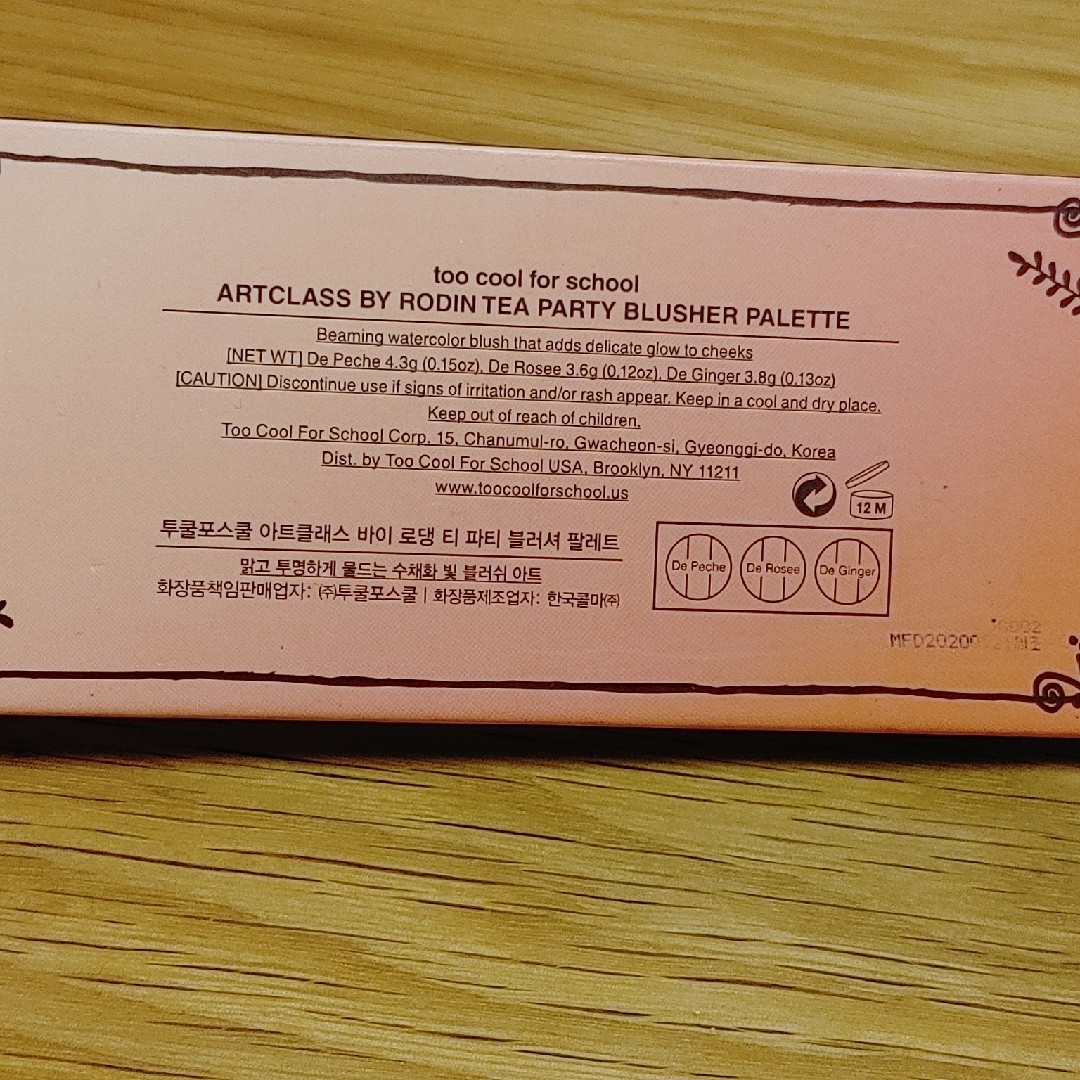 too cool for school
ARTCLASS BY RODIN TEA PARTY BLUSHER PALETTE
Beaming watercolor blush that adds delicate glow to cheeks
[NET WT] De Peche 4.3g (0.15oz), De Rosee 3.6g (0.12oz), De Ginger 3.8g (0.13oz)
[CAUTION] Discontinue use if signs of irritation and/or rash appear. Keep in a cool and dry place.
Keep out of reach of children.
Too Cool For School Corp. 15, Chanumul-ro, Gwacheon-si, Gyeonggi-do, Korea
Dist. by Too Cool For School USA, Brooklyn, NY 11211
www.toocoolforschool.us
12 M
투쿨포스쿨 아트클래스 바이 로댕 티 파티 블러셔 팔레트
맑고 투명하게 물드는 수채화 빛 블러쉬 아트
화장품책임판매업자: ㈜투쿨포스쿨 | 화장품제조업자: 한국콜마㈜
De Peche De Rosee De Ginger